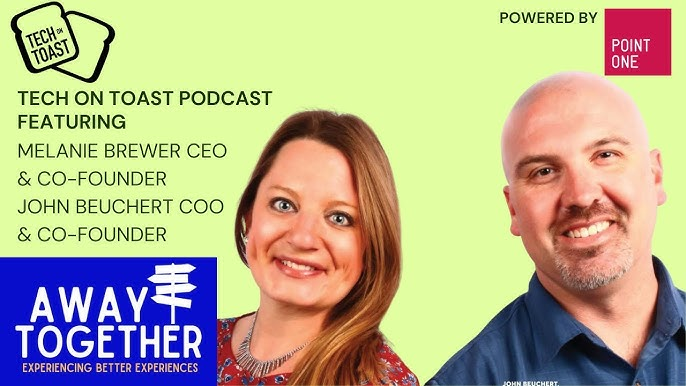 TECH ON
TOAST
POWERED BY
POINT
ONE
TECH ON TOAST PODCAST
FEATURING
MELANIE BREWER CEO
& CO-FOUNDER
JOHN BEUCHERT COO
& CO-FOUNDER
AWAY
TOGETHER
EXPERIENCING BETTER EXPERIENCES
JOHN BEUCHERT,